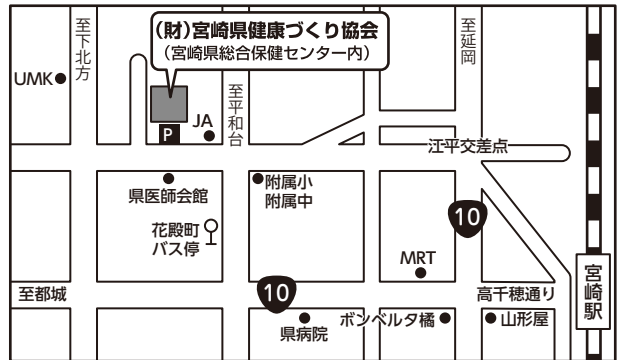 (財)宮崎県健康づくり協会
(宮崎県総合保健センター内)
至下北方
至延岡
UMK
至平和台
JA
P
江平交差点
県医師会館
附属小
附属中
花殿町
バス停
10
MRT
宮崎駅
至都城
10
高千穂通り
県病院
ボンベルタ橘
山形屋